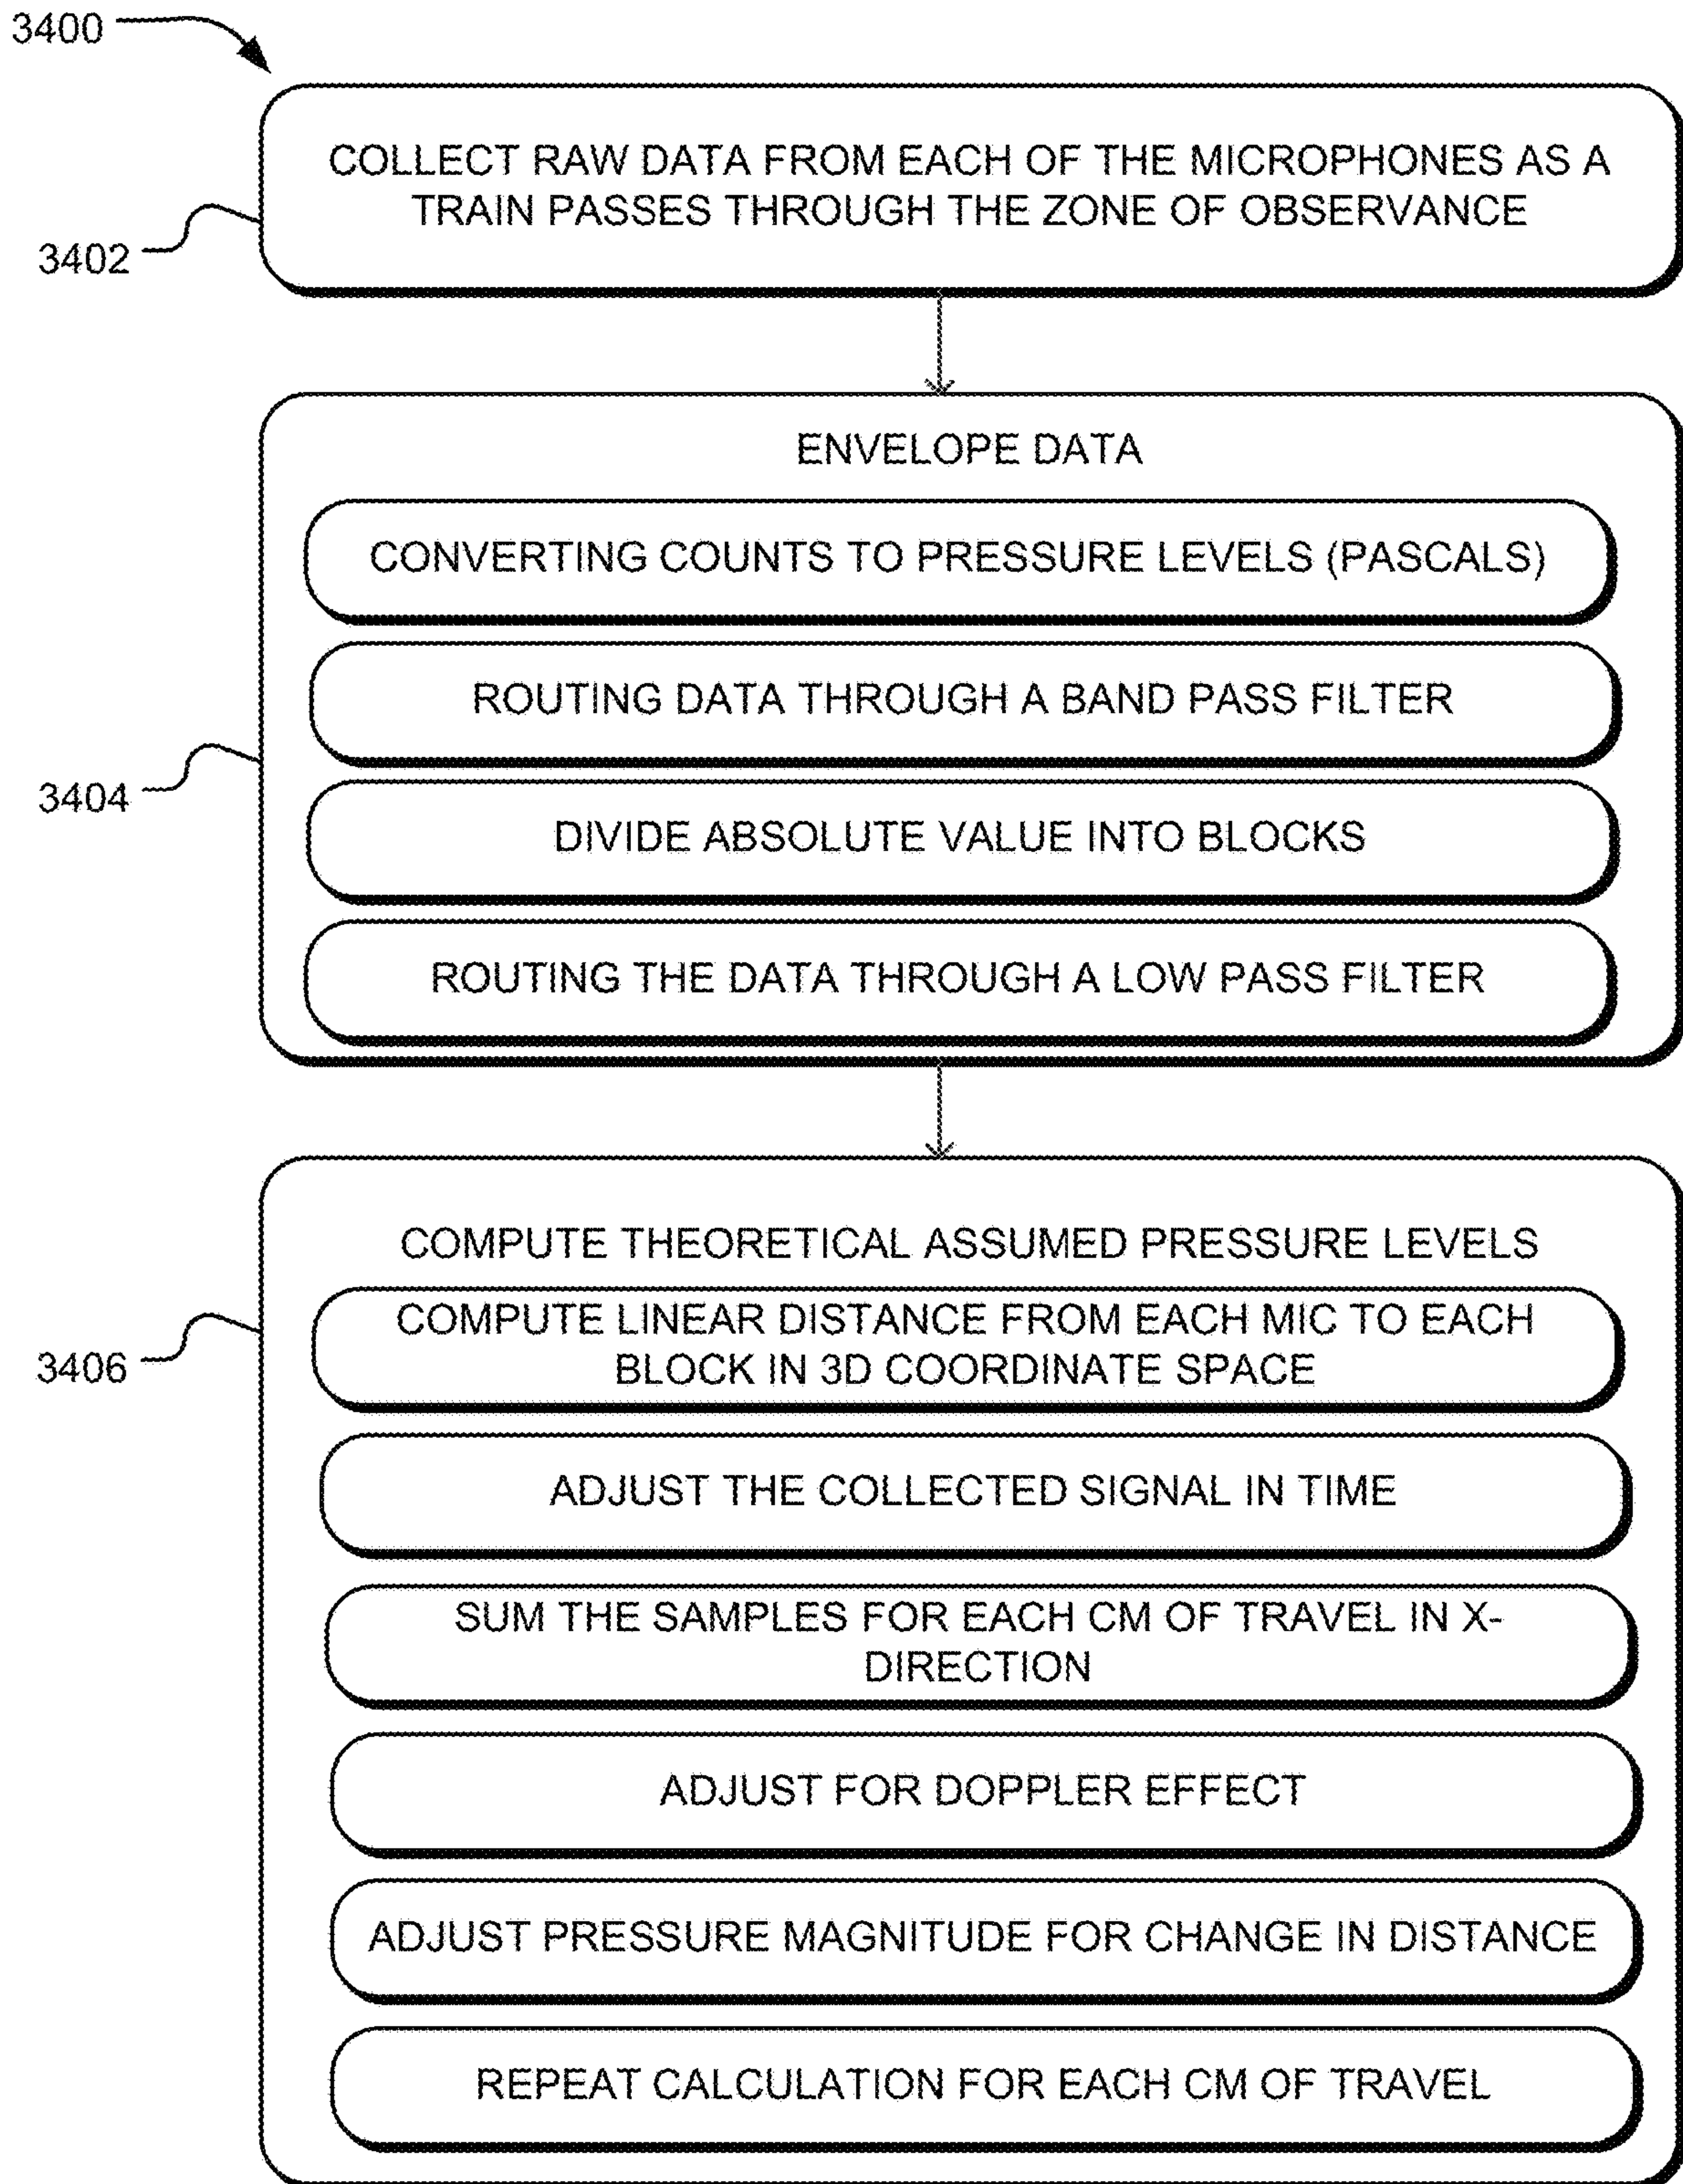 3400
COLLECT RAW DATA FROM EACH OF THE MICROPHONES AS A
TRAIN PASSES THROUGH THE ZONE OF OBSERVANCE
3402
ENVELOPE DATA
CONVERTING COUNTS TO PRESSURE LEVELS (PASCALS)
ROUTING DATA THROUGH A BAND PASS FILTER
3404
DIVIDE ABSOLUTE VALUE INTO BLOCKS
ROUTING THE DATA THROUGH A LOW PASS FILTER
COMPUTE THEORETICAL ASSUMED PRESSURE LEVELS
COMPUTE LINEAR DISTANCE FROM EACH MIC TO EACH
BLOCK IN 3D COORDINATE SPACE
3406
ADJUST THE COLLECTED SIGNAL IN TIME
SUM THE SAMPLES FOR EACH CM OF TRAVEL IN X-
DIRECTION
ADJUST FOR DOPPLER EFFECT
ADJUST PRESSURE MAGNITUDE FOR CHANGE IN DISTANCE
REPEAT CALCULATION FOR EACH CM OF TRAVEL